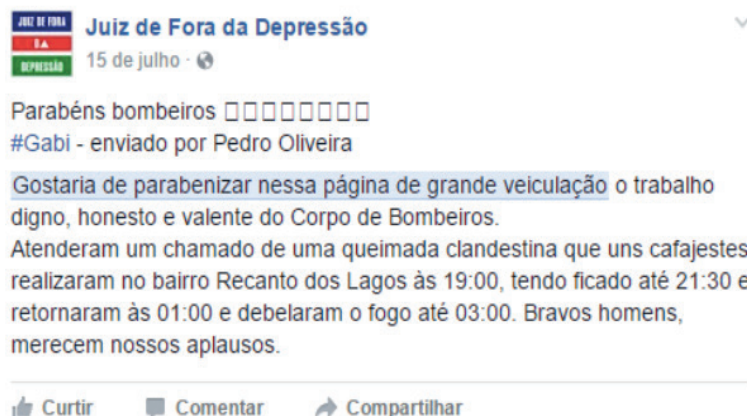 JUIZ DE FORA
DA
DEPRESSÃO
Juiz de Fora da Depressão
15 de julho ·
Parabéns bombeiros □□□□□□□□
#Gabi - enviado por Pedro Oliveira
Gostaria de parabenizar nessa página de grande veiculação o trabalho
digno, honesto e valente do Corpo de Bombeiros.
Atenderam um chamado de uma queimada clandestina que uns cafajestes
realizaram no bairro Recanto dos Lagos às 19:00, tendo ficado até 21:30 e
retornaram às 01:00 e debelaram o fogo até 03:00. Bravos homens,
merecem nossos aplausos.
Curtir Comentar Compartilhar